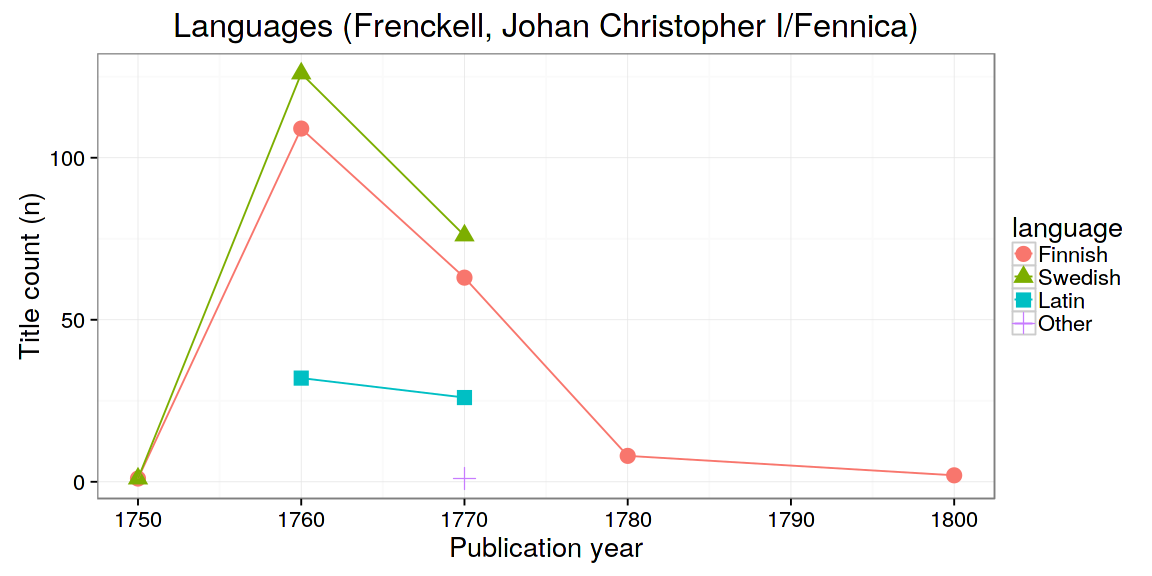 Languages (Frenckell, Johan Christopher I/Fennica)
Title count (n)
100
50
0
1750 1760 1770 1780 1790 1800
Publication year
language
Finnish
Swedish
Latin
Other